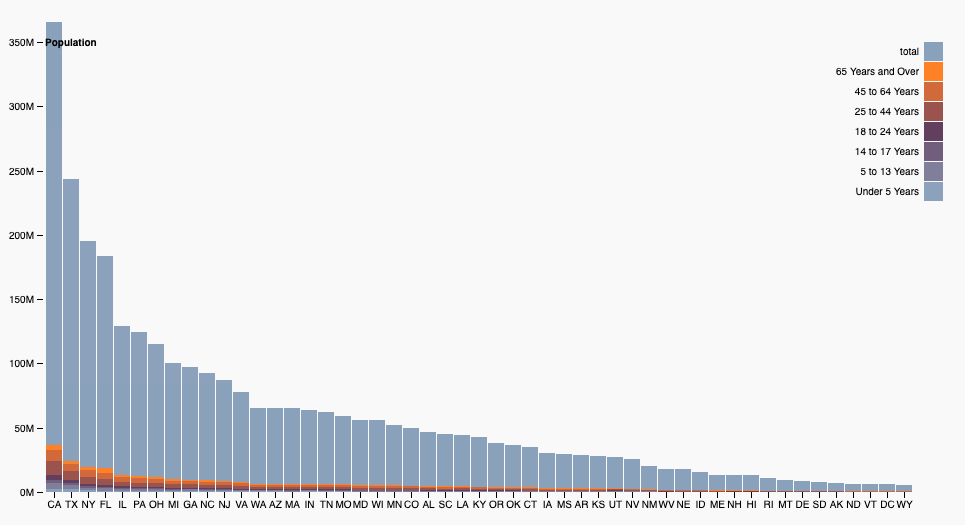 350M
Population
300M
250M
200M
150M
100M
50M
0M
total
65 Years and Over
45 to 64 Years
25 to 44 Years
18 to 24 Years
14 to 17 Years
5 to 13 Years
Under 5 Years
CA TX NY FL IL PA OH MI GA NC NJ VA WA AZ MA IN TN MO MD WI MN CO AL SC LA KY OR OK CT IA MS AR KS UT NV NM WV NE ID ME NH HI RI MT DE SD AK ND VT DC WY